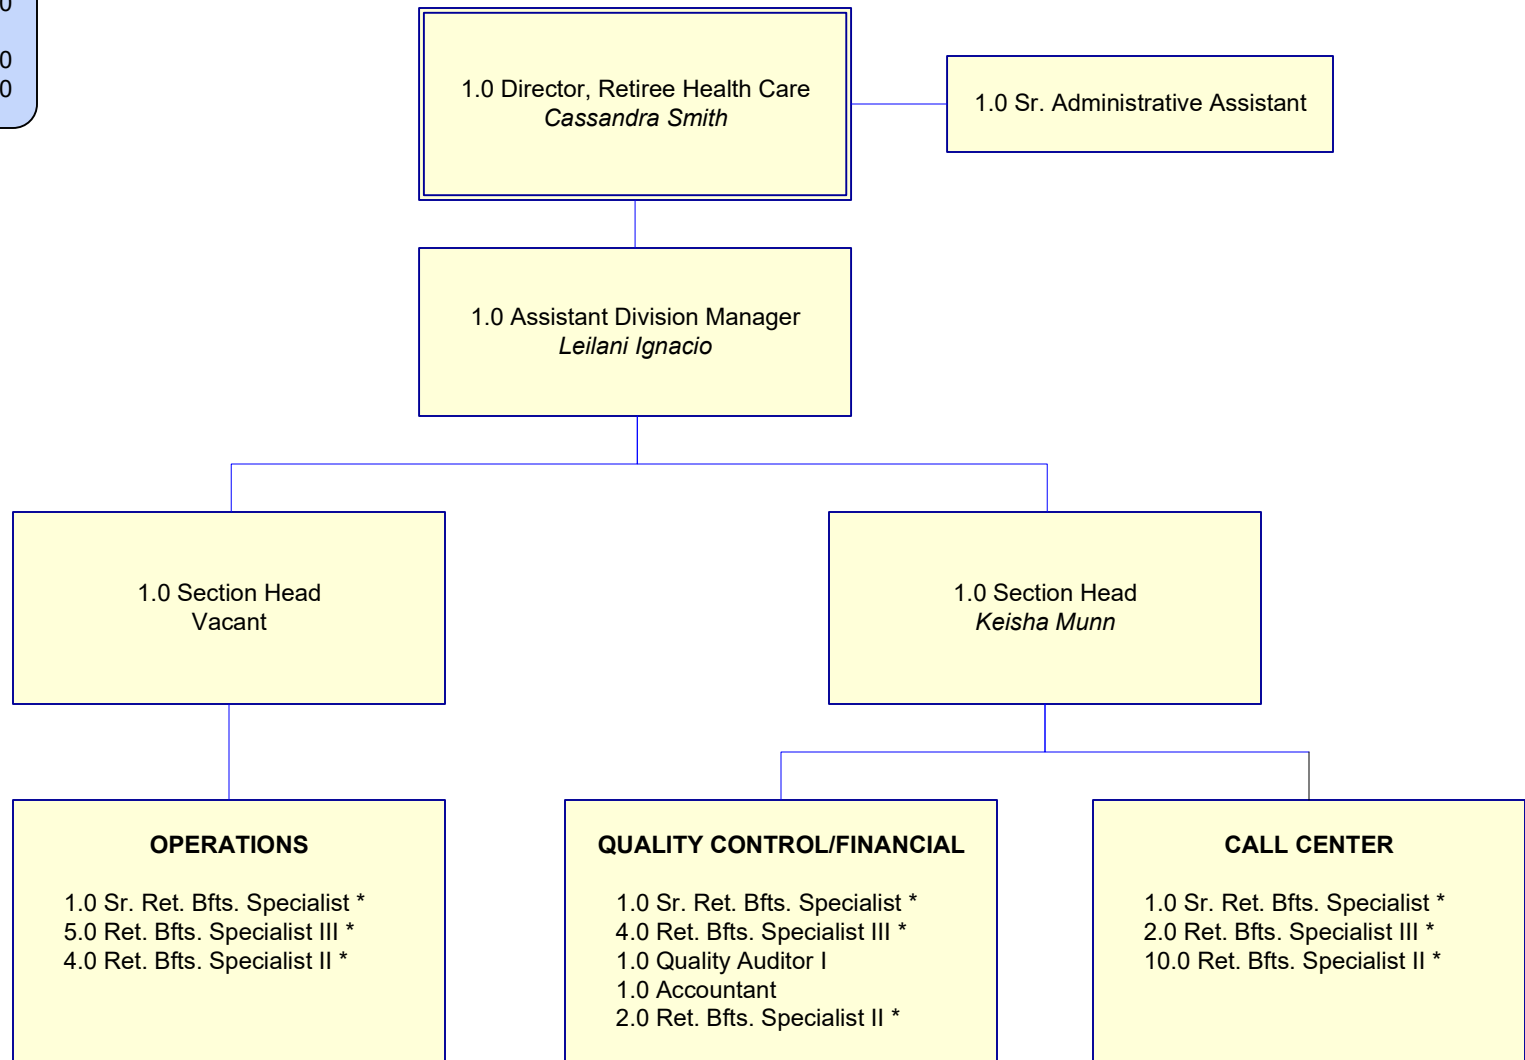 0
0
0
1.0 Director, Retiree Health Care
Cassandra Smith
1.0 Sr. Administrative Assistant
1.0 Assistant Division Manager
Leilani Ignacio
1.0 Section Head
Vacant
1.0 Section Head
Keisha Munn
OPERATIONS
1.0 Sr. Ret. Bfts. Specialist *
5.0 Ret. Bfts. Specialist III *
4.0 Ret. Bfts. Specialist II *
QUALITY CONTROL/FINANCIAL
1.0 Sr. Ret. Bfts. Specialist *
4.0 Ret. Bfts. Specialist III *
1.0 Quality Auditor I
1.0 Accountant
2.0 Ret. Bfts. Specialist II *
CALL CENTER
1.0 Sr. Ret. Bfts. Specialist *
2.0 Ret. Bfts. Specialist III *
10.0 Ret. Bfts. Specialist II *